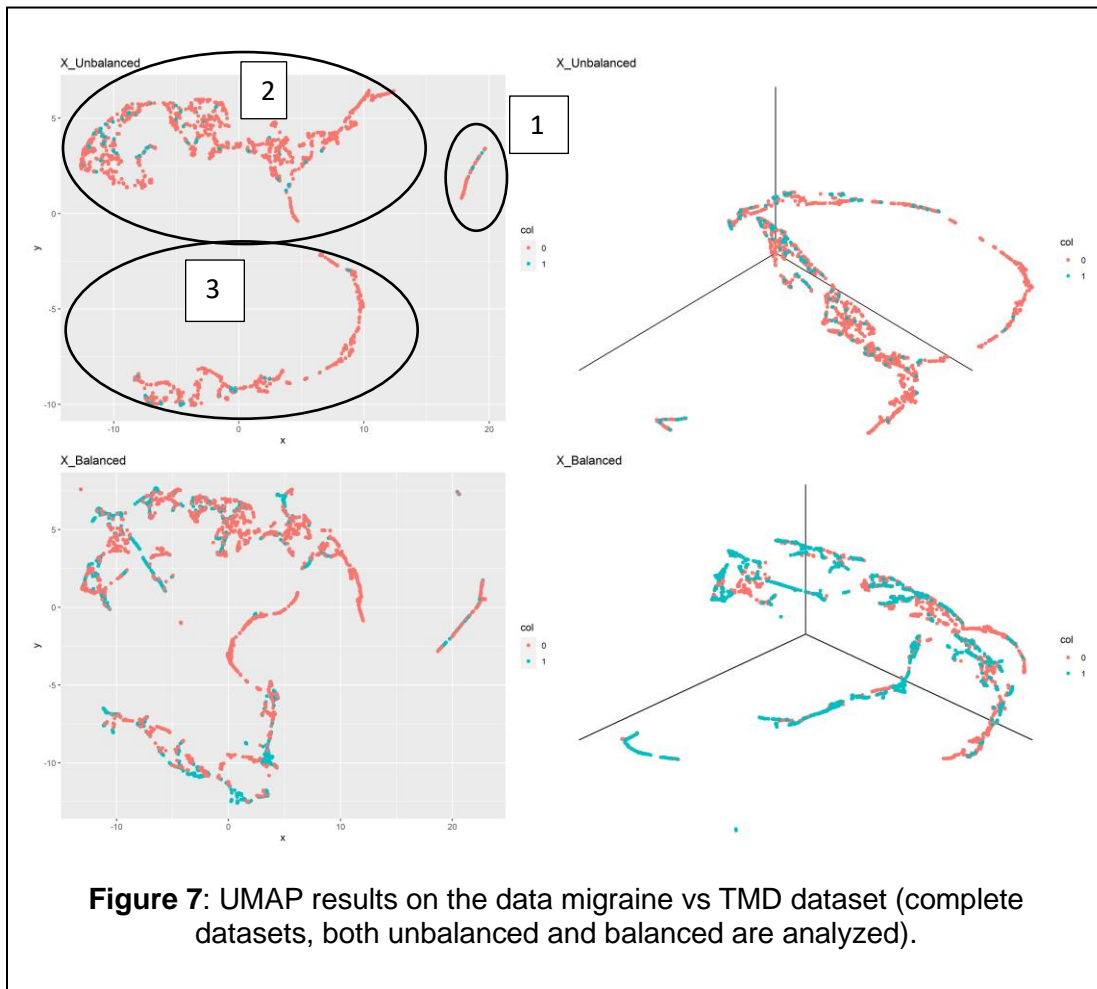 X_Unbalanced
2
1
3
5
0
-5
-10
y
-10
0
10
20
x
col
0
1
X_Unbalanced
col
0
1
X_Balanced
5
0
-5
-10
y
-10
0
10
20
x
col
0
1
X_Balanced
col
0
1
Figure 7: UMAP results on the data migraine vs TMD dataset (complete
datasets, both unbalanced and balanced are analyzed).